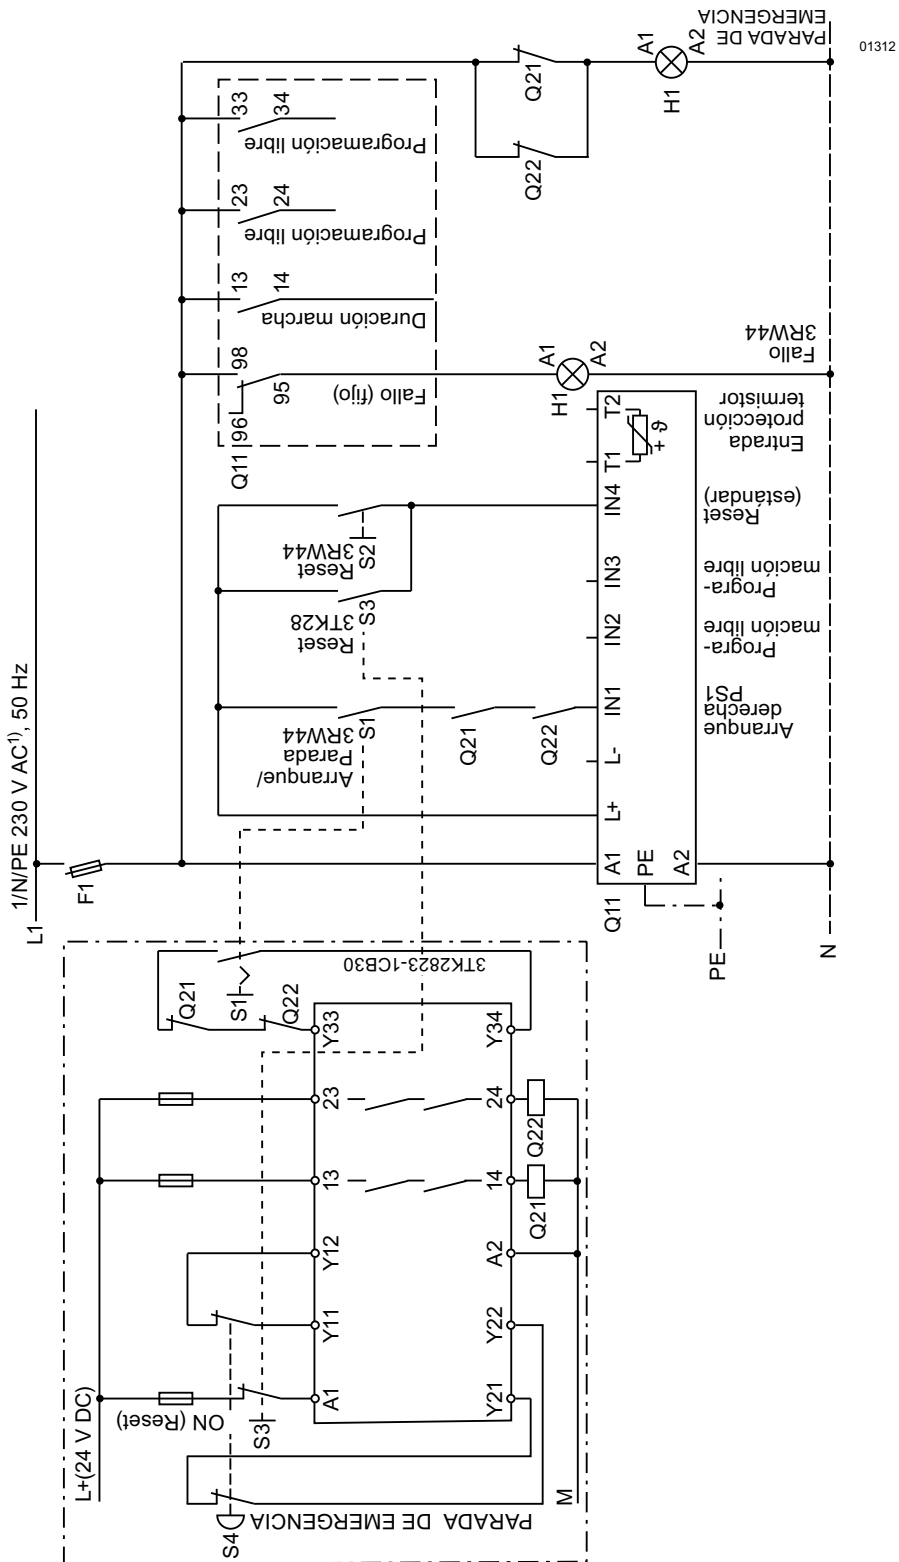 1/N/PE 230 V AC1), 50 Hz
L1
F1
L+(24 V DC)
ON (Reset)
S3
S4
PARADA DE EMERGENCIA
Q21
S1
Q22
3TK2823-1CB30
A1
Y11
Y12
13
23
Y33
Y21
Y22
A2
14
24
Y34
Q21
Q22
M
Arranque/
Parada
3RW44
S1
Q21
Q22
Reset
3TK28
S3
Reset
3RW44
S2
Q11
96
98
95
Fallo (fijo)
13
14
Duración marcha
23
24
Programación libre
33
34
Programación libre
H1
A1
A2
Fallo
3RW44
Q22
Q21
H1
A1
A2
PARADA DE
EMERGENCIA
Q11
A1
PE
A2
L+
L-
IN1
IN2
IN3
IN4
T1
T2
+ ϑ
Arranque
derecha
PS1
Progra-
mación libre
Progra-
mación libre
Reset
(estándar)
Entrada
protección
termistor
PE
N
01312